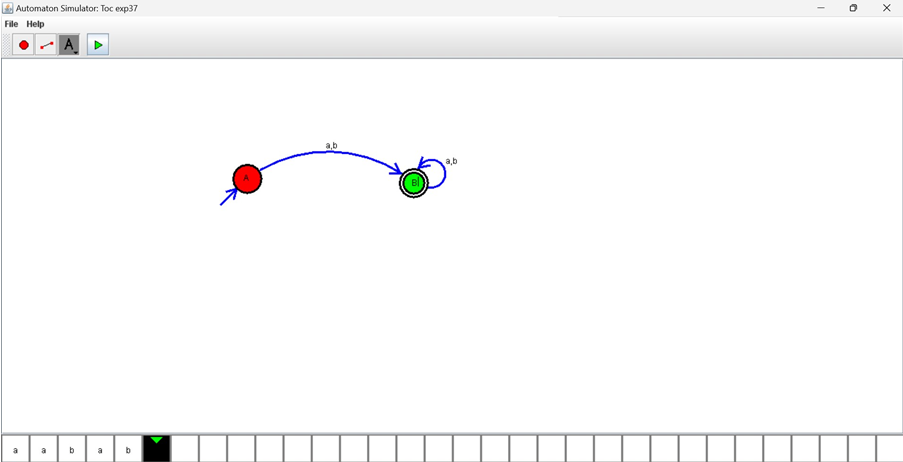 Automaton Simulator: Toc exp37
File Help
A
a,b
a,b
A
B
a a b a b